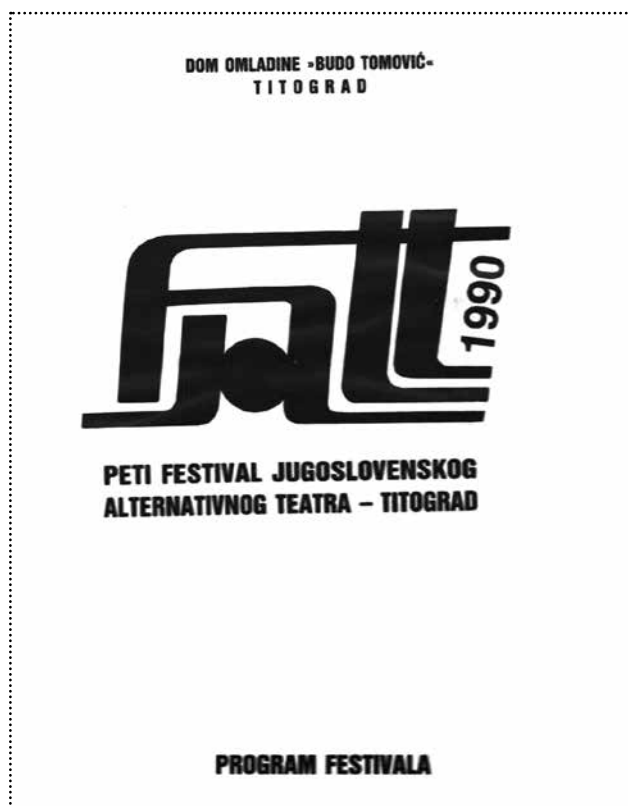 DOM OMLADINE »BUDO TOMOVIĆ«
TITOGRAD
1990
PETI FESTIVAL JUGOSLOVENSKOG
ALTERNATIVNOG TEATRA – TITOGRAD
PROGRAM FESTIVALA